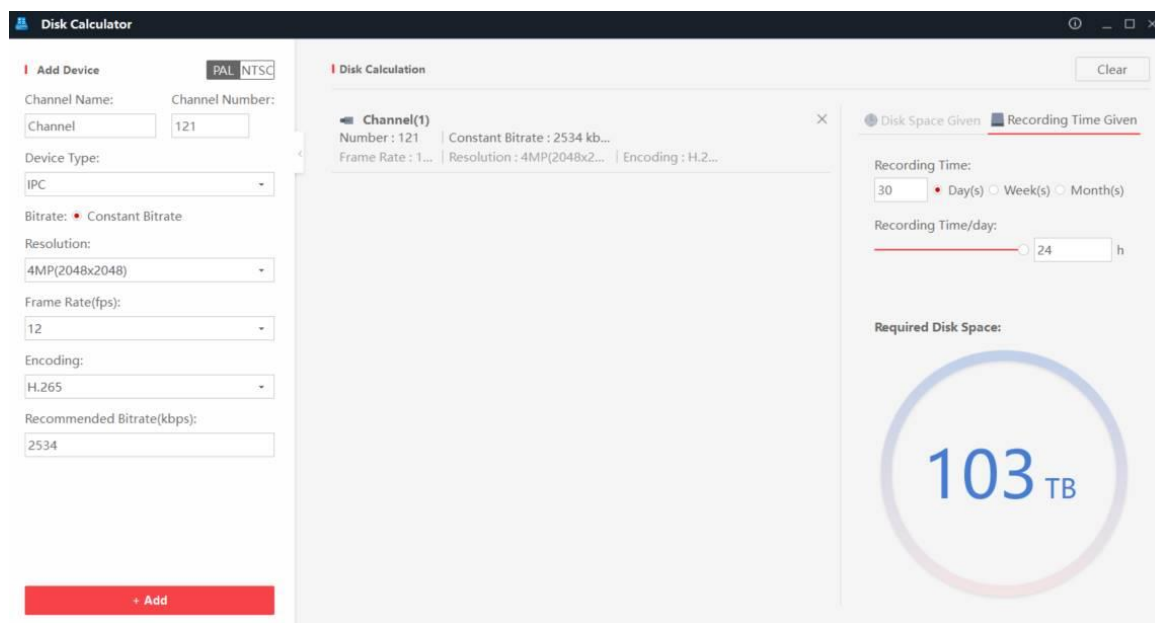 Disk Calculator
Add Device
PAL NTSC
Channel Name:
Channel Number:
Channel
121
Device Type:
IPC
Bitrate: Constant Bitrate
Resolution:
4MP(2048x2048)
Frame Rate(fps):
12
Encoding:
H.265
Recommended Bitrate(kbps):
2534
+ Add
Disk Calculation
Clear
Channel(1)
Number : 121 Constant Bitrate : 2534 kb...
Frame Rate : 1... Resolution : 4MP(2048x2... Encoding : H.2...
Disk Space Given Recording Time Given
Recording Time:
30 Day(s) Week(s) Month(s)
Recording Time/day:
24 h
Required Disk Space:
103 TB